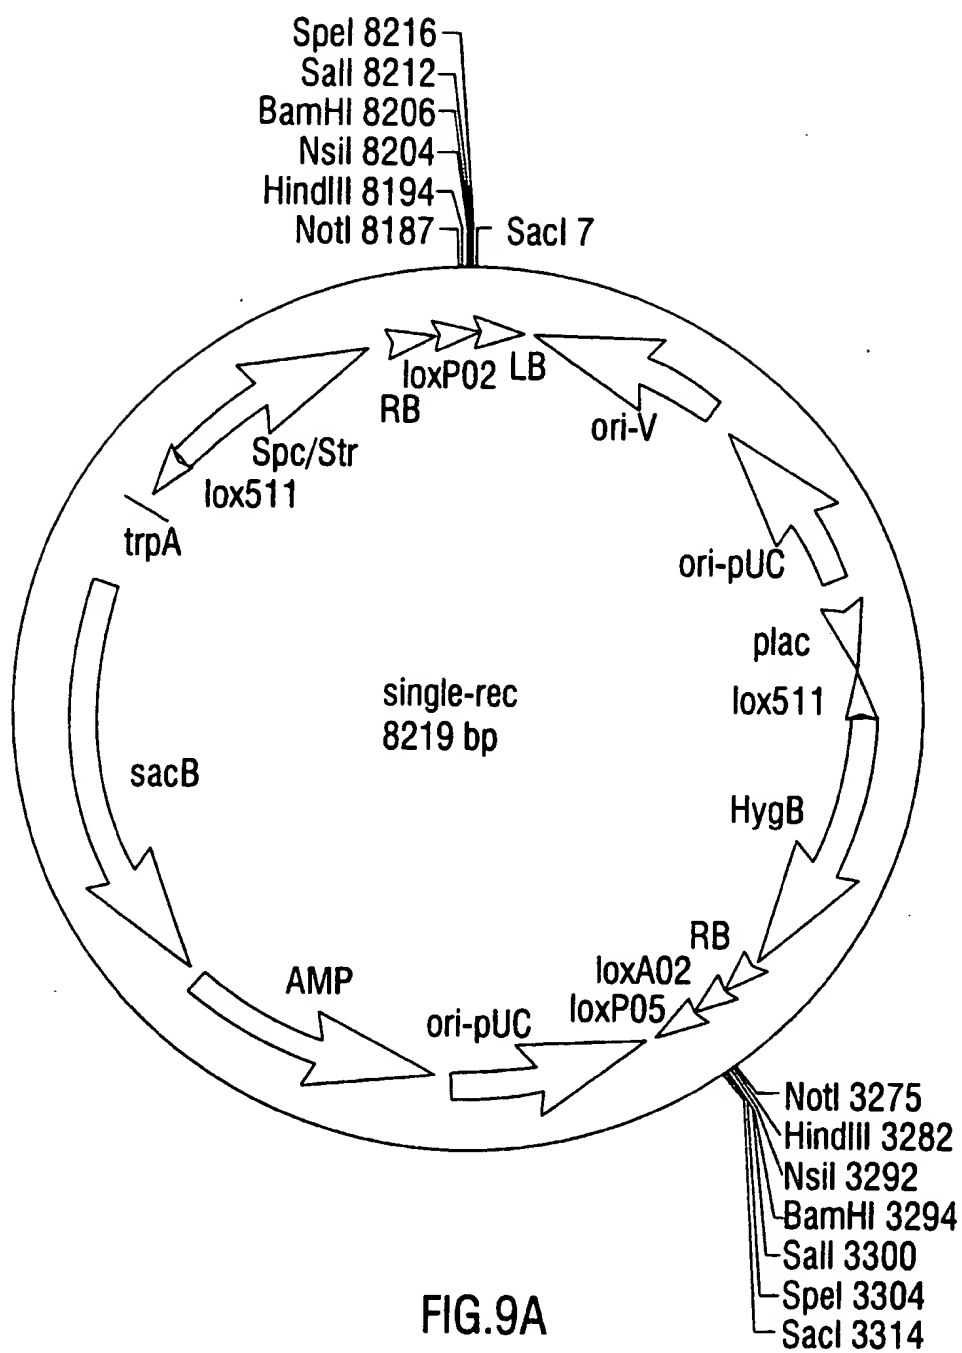 SpeI 8216
SalI 8212
BamHI 8206
NsiI 8204
HindIII 8194
NotI 8187
SacI 7
loxP02
LB
RB
ori-V
Spc/Str
lox511
trpA
ori-pUC
plac
lox511
single-rec
8219 bp
sacB
HygB
RB
loxA02
loxP05
AMP
ori-pUC
NotI 3275
HindIII 3282
NsiI 3292
BamHI 3294
SalI 3300
SpeI 3304
SacI 3314
FIG.9A